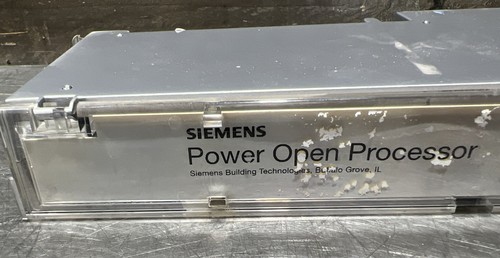 SIEMENS
Power Open Processor
Siemens Building Technologies, Buffalo Grove, IL